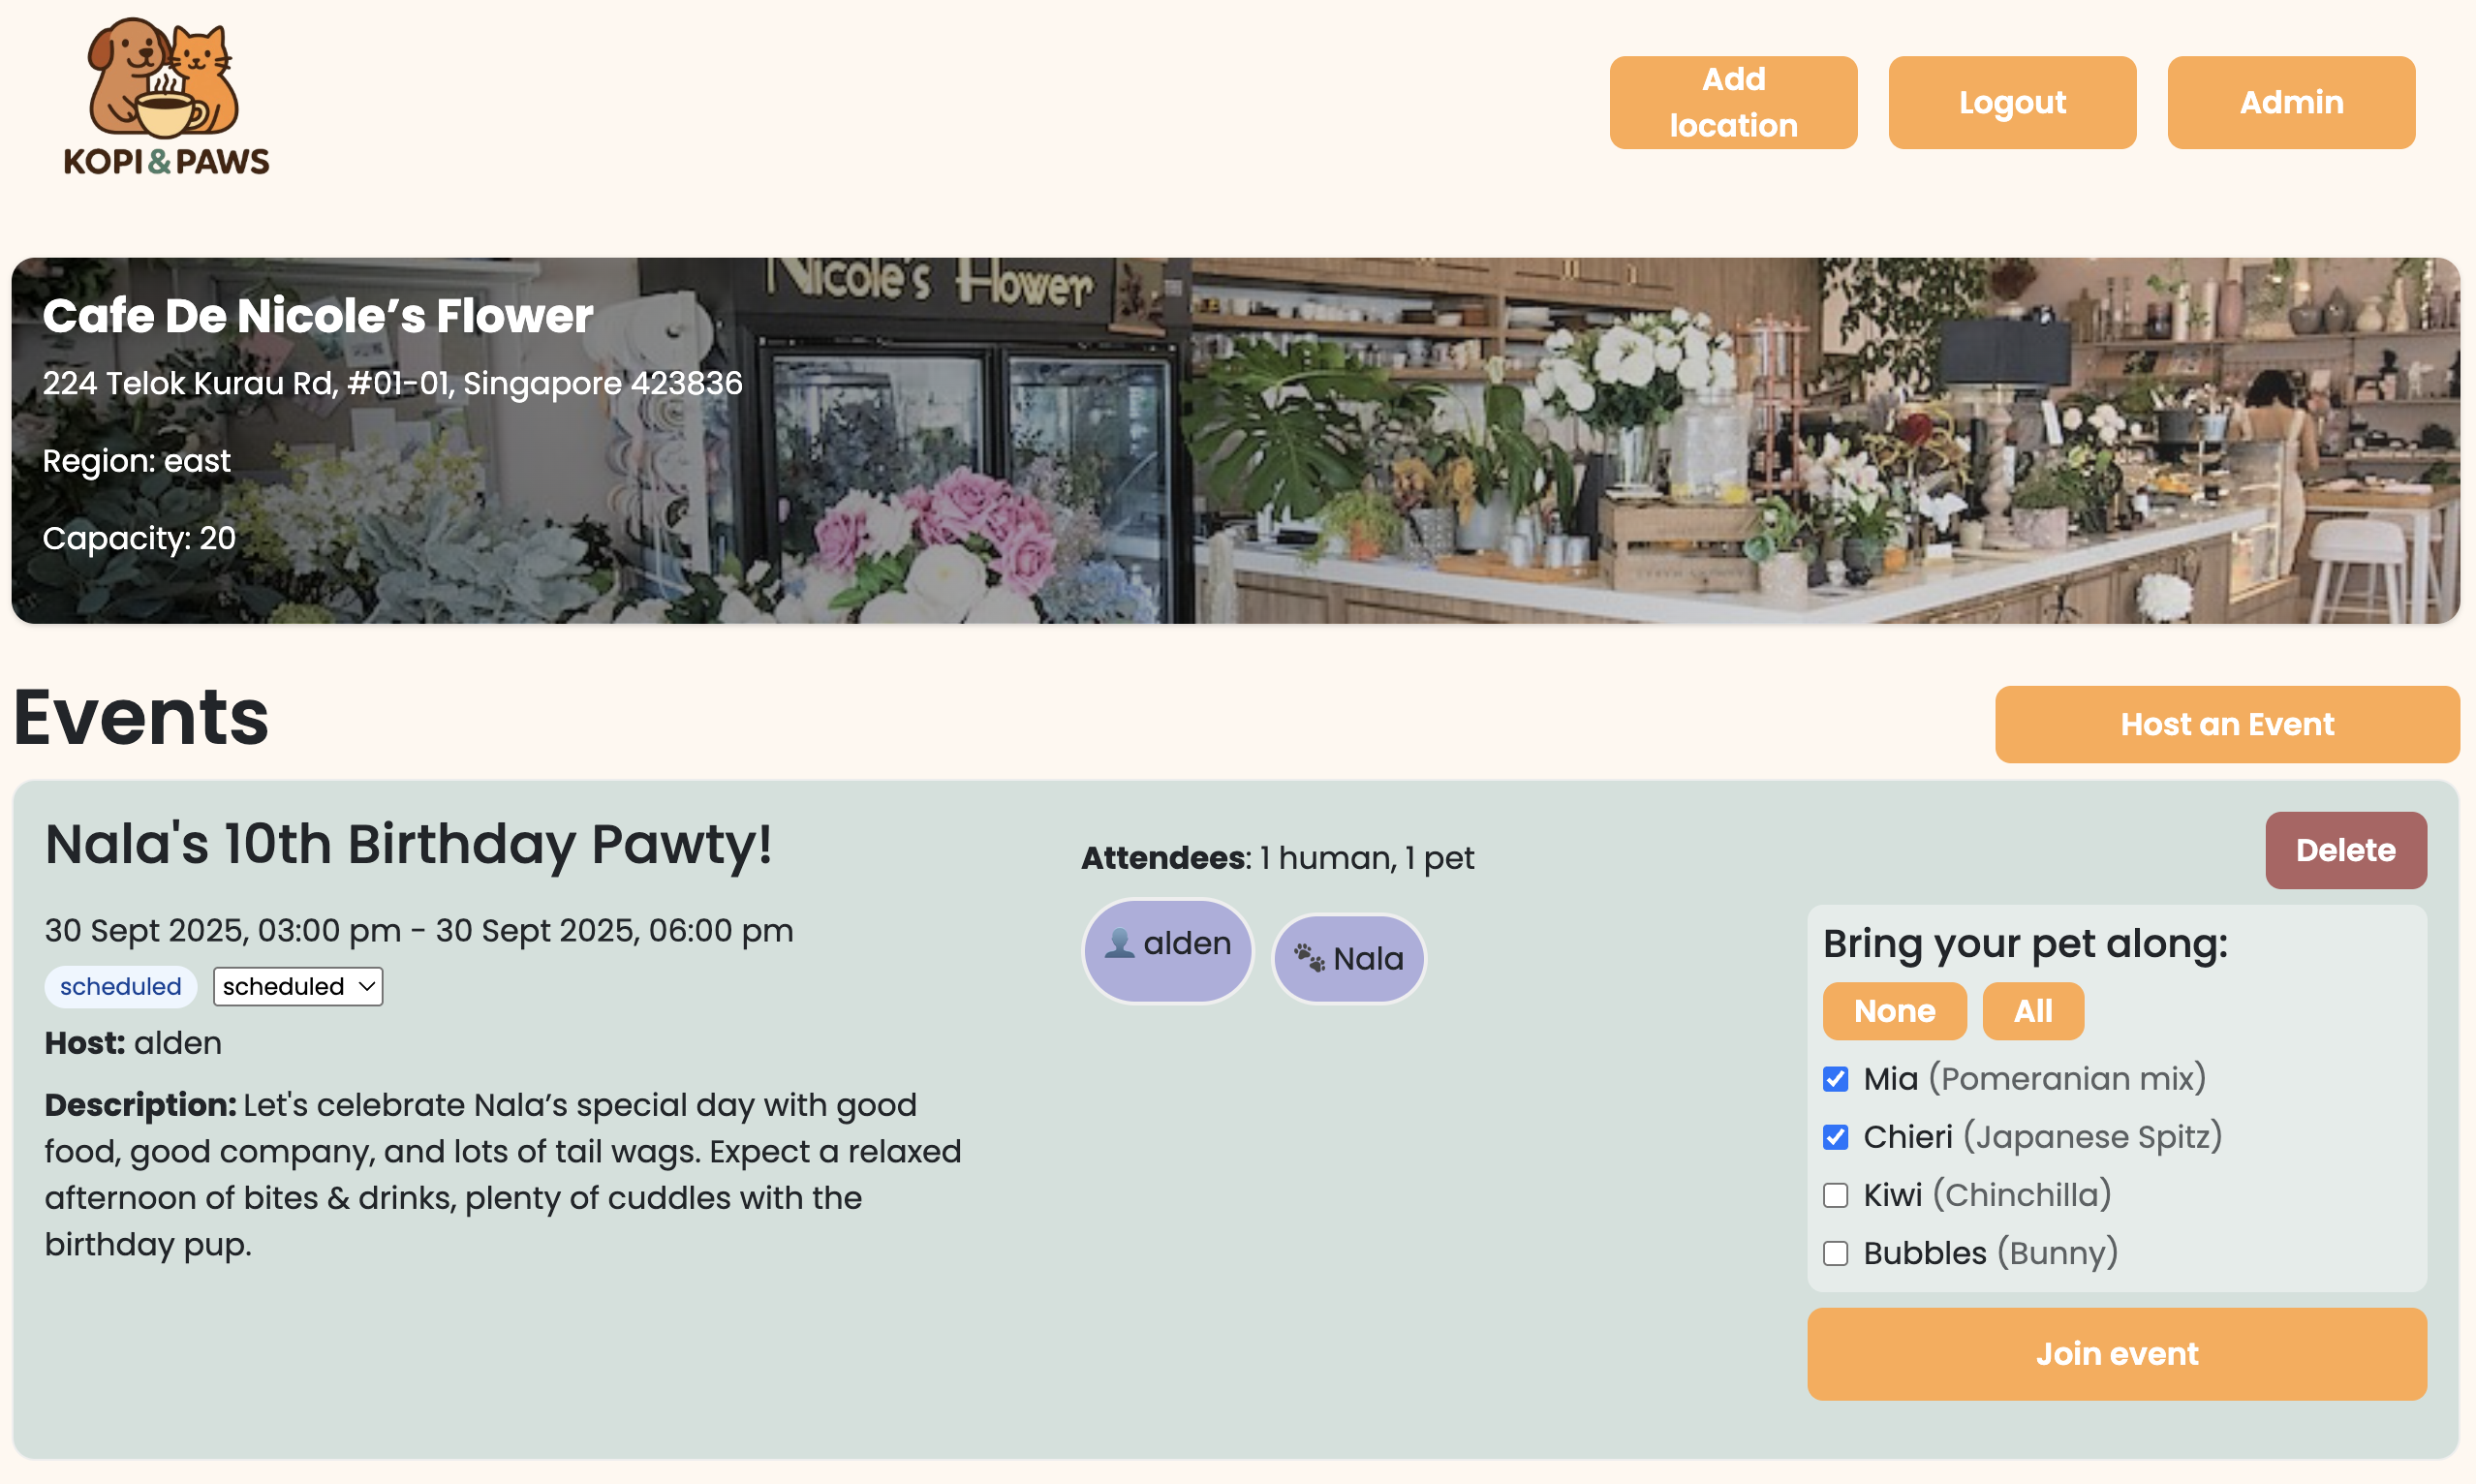 KOPI & PAWS
Add
location
Logout
Admin
Nicole's Flower
Cafe De Nicole’s Flower
224 Telok Kurau Rd, #01-01, Singapore 423836
Region: east
Capacity: 20
Events
Host an Event
Nala's 10th Birthday Pawty!
30 Sept 2025, 03:00 pm - 30 Sept 2025, 06:00 pm
scheduled scheduled
Host: alden
Description: Let's celebrate Nala’s special day with good
food, good company, and lots of tail wags. Expect a relaxed
afternoon of bites & drinks, plenty of cuddles with the
birthday pup.
Attendees: 1 human, 1 pet
alden Nala
Delete
Bring your pet along:
None All
Mia (Pomeranian mix)
Chieri (Japanese Spitz)
Kiwi (Chinchilla)
Bubbles (Bunny)
Join event